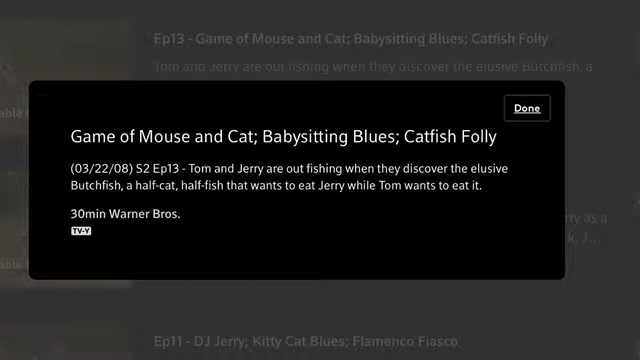 Ep13 - Game of Mouse and Cat; Babysitting Blues; Catfish Folly
Tom and Jerry are out fishing when they discover the elusive Butchfish, a
Done
Game of Mouse and Cat; Babysitting Blues; Catfish Folly
(03/22/08) S2 Ep13 - Tom and Jerry are out fishing when they discover the elusive
Butchfish, a half-cat, half-fish that wants to eat Jerry while Tom wants to eat it.
30min Warner Bros.
TV-Y
as a
J...
Ep11 - DJ Jerry; Kitty Cat Blues; Flamenco Fiasco